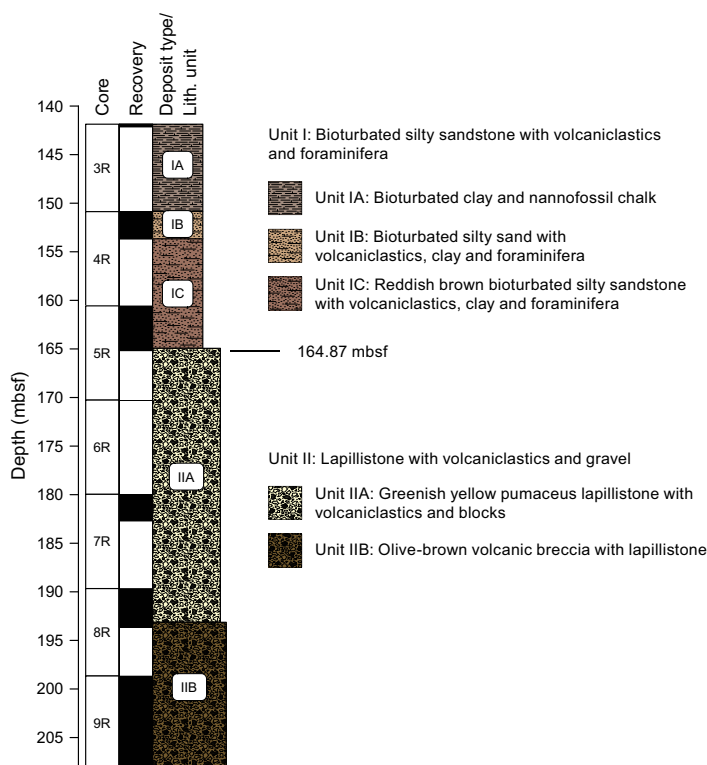 Core
Recovery
Deposit type/
Lith. unit
Depth (mbsf)
140
145
150
155
160
165
170
175
180
185
190
195
200
205
3R
4R
5R
6R
7R
8R
9R
IA
IB
IC
IIA
IIB
Unit I: Bioturbated silty sandstone with volcaniclastics
and foraminifera
Unit IA: Bioturbated clay and nannofossil chalk
Unit IB: Bioturbated silty sand with
volcaniclastics, clay and foraminifera
Unit IC: Reddish brown bioturbated silty sandstone
with volcaniclastics, clay and foraminifera
164.87 mbsf
Unit II: Lapillistone with volcaniclastics and gravel
Unit IIA: Greenish yellow pumaceus lapillistone with
volcaniclastics and blocks
Unit IIB: Olive-brown volcanic breccia with lapillistone